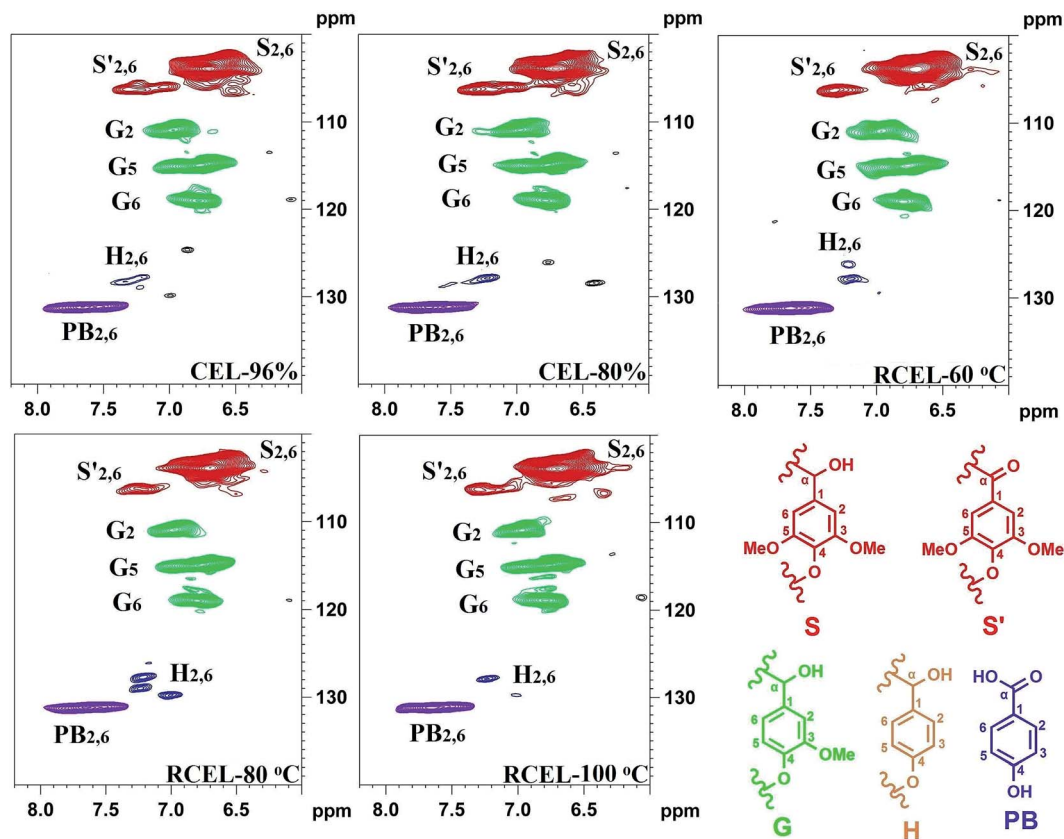 ppm
S2,6
S'2,6
G2
110
G5
G6
120
H2,6
130
PB2,6
CEL-96%
8.0 7.5 7.0 6.5 ppm
ppm
S2,6
S'2,6
G2
110
G5
G6
120
H2,6
130
PB2,6
CEL-80%
8.0 7.5 7.0 6.5 ppm
ppm
S'2,6
S2,6
G2
110
G5
G6
120
H2,6
130
PB2,6
RCEL-60 °C
8.0 7.5 7.0 6.5 ppm
S2,6
S'2,6
G2
110
G5
G6
120
H2,6
130
PB2,6
RCEL-80 °C
8.0 7.5 7.0 6.5
S2,6
S'2,6
G2
110
G5
G6
120
H2,6
130
PB2,6
RCEL-100 °C
8.0 7.5 7.0 6.5
OH
α
1
6 2
5 3
MeO 4 OMe
O
S
O
α
1
6 2
5 3
MeO 4 OMe
O
S'
OH
α
1
6 2
5 3
4 OMe
O
G
OH
α
1
6 2
5 3
4
O
H
HO O
α
1
6 2
5 3
4
OH
PB